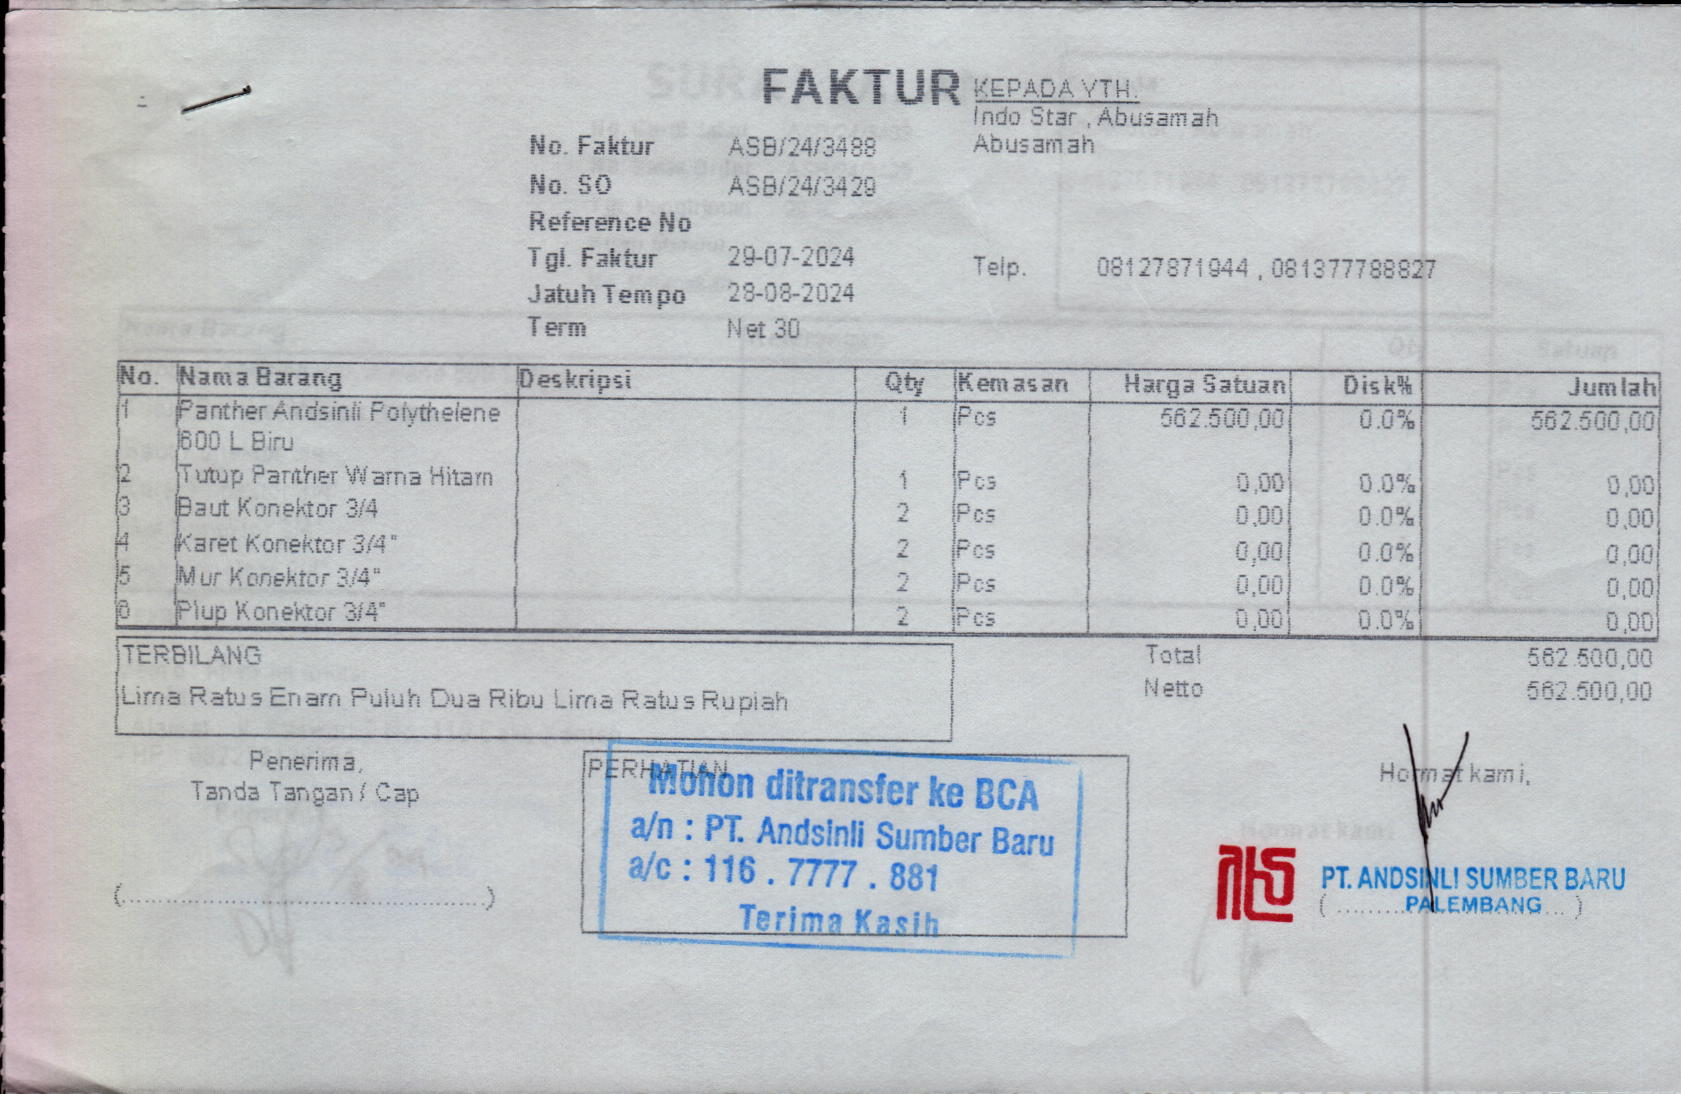 FAKTUR
KEPADA YTH.
Indo Star , Abusamah
Abusamah
No. Faktur ASB/24/3488
No. SO ASB/24/3429
Reference No
Tgl. Faktur 29-07-2024
Telp. 08127871944 , 081377788827
Jatuh Tempo 28-08-2024
Term Net 30
No. Nama Barang Deskripsi Qty Kemasan Harga Satuan Disk% Jumlah
1 Panther Andsinli Polythelene 1 Pcs 562.500,00 0.0% 562.500,00
600 L Biru
2 Tutup Panther Warna Hitam 1 Pcs 0,00 0.0% 0,00
3 Baut Konektor 3/4 2 Pcs 0,00 0.0% 0,00
4 Karet Konektor 3/4" 2 Pcs 0,00 0.0% 0,00
5 Mur Konektor 3/4" 2 Pcs 0,00 0.0% 0,00
6 Plup Konektor 3/4" 2 Pcs 0,00 0.0% 0,00
TERBILANG
Lima Ratus Enam Puluh Dua Ribu Lima Ratus Rupiah
Total 562.500,00
Netto 562.500,00
Penerima,
Tanda Tangan / Cap
(................................................)
PERHATIAN
Mohon ditransfer ke BCA
a/n : PT. Andsinli Sumber Baru
a/c : 116 . 7777 . 881
Terima Kasih
Hormat kami,
PT. ANDSINLI SUMBER BARU
PALEMBANG